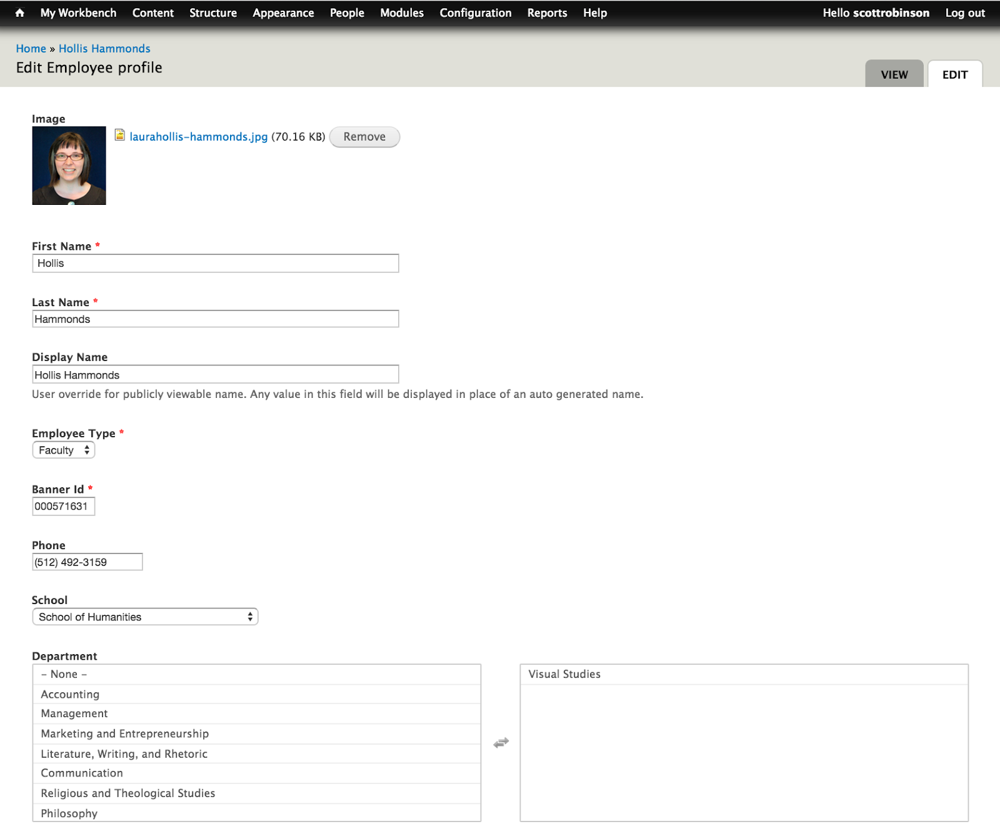 My Workbench Content Structure Appearance People Modules Configuration Reports Help Hello scottrobinson Log out
Home » Hollis Hammonds
Edit Employee profile
VIEW EDIT
Image
laurahollis-hammonds.jpg (70.16 KB) Remove
First Name *
Hollis
Last Name *
Hammonds
Display Name
Hollis Hammonds
User override for publicly viewable name. Any value in this field will be displayed in place of an auto generated name.
Employee Type *
Faculty
Banner Id *
000571631
Phone
(512) 492-3159
School
School of Humanities
Department
- None -
Visual Studies
Accounting
Management
Marketing and Entrepreneurship
Literature, Writing, and Rhetoric
Communication
Religious and Theological Studies
Philosophy